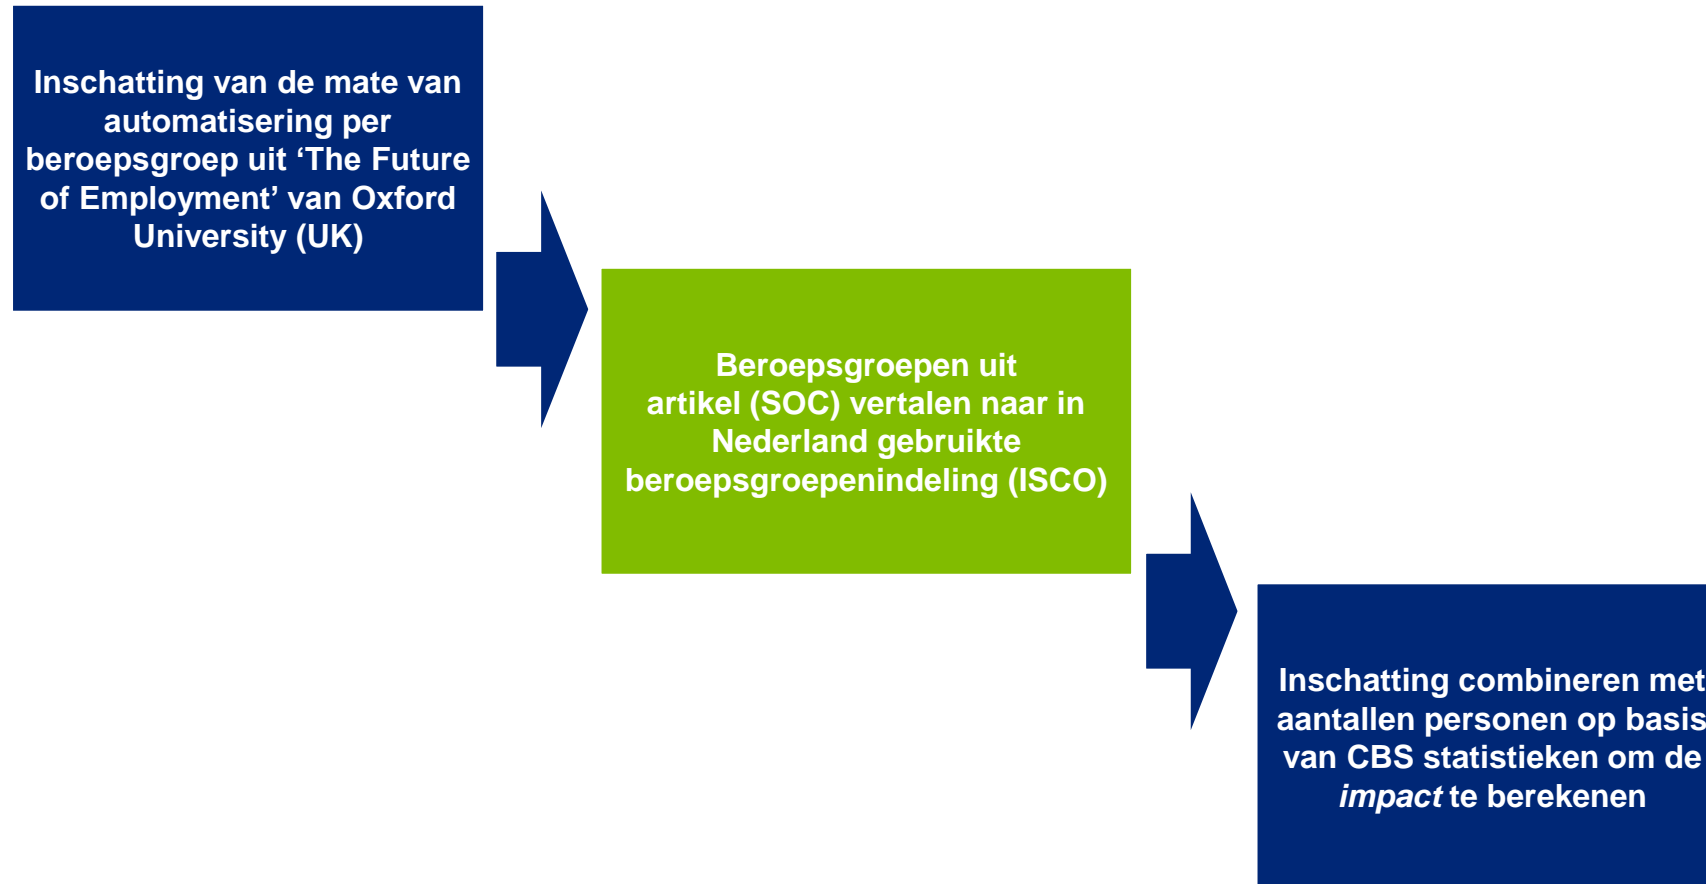 Inschatting van de mate van
automatisering per
beroepsgroep uit ‘The Future
of Employment’ van Oxford
University (UK)
Beroepsgroepen uit
artikel (SOC) vertalen naar in
Nederland gebruikte
beroepsgroepenindeling (ISCO)
Inschatting combineren met
aantallen personen op basis
van CBS statistieken om de
impact te berekenen